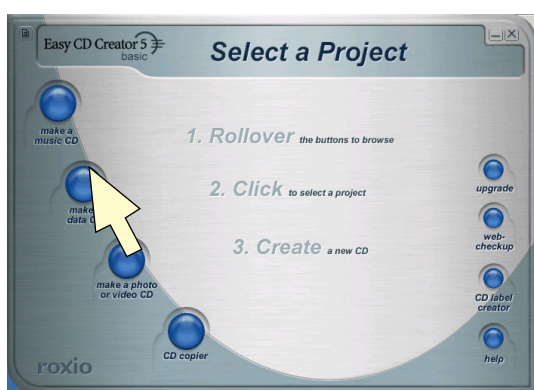 Easy CD Creator 5
basic
Select a Project
make a
music CD
1. Rollover the buttons to browse
make
data C
2. Click to select a project
upgrade
3. Create a new CD
web-
checkup
make a photo
or video CD
CD label
creator
CD copier
help
roxio